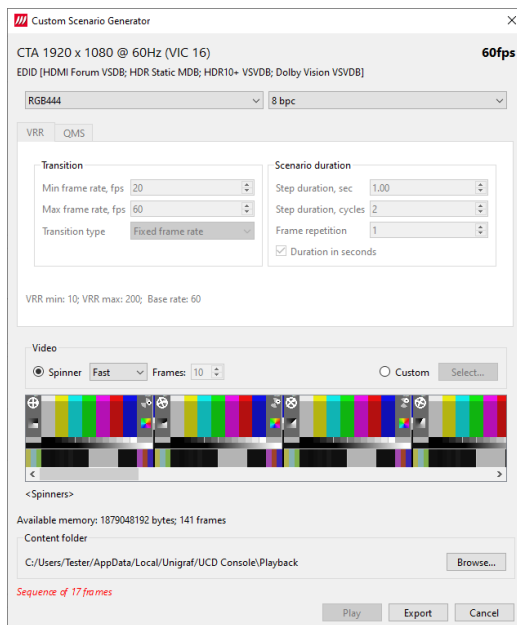 Custom Scenario Generator
CTA 1920 x 1080 @ 60Hz (VIC 16)
60fps
EDID [HDMI Forum VSDB; HDR Static MDB; HDR10+ VSVDB; Dolby Vision VSVDB]
RGB444
8 bpc
VRR QMS
Transition
Min frame rate, fps 20
Max frame rate, fps 60
Transition type Fixed frame rate
Scenario duration
Step duration, sec 1.00
Step duration, cycles 2
Frame repetition 1
Duration in seconds
VRR min: 10; VRR max: 200; Base rate: 60
Video
Spinner Fast Frames: 10 Custom Select...
<Spinners>
Available memory: 1879048192 bytes; 141 frames
Content folder
C:/Users/Tester/AppData/Local/Unigraf/UCD Console\Playback Browse...
Sequence of 17 frames
Play Export Cancel